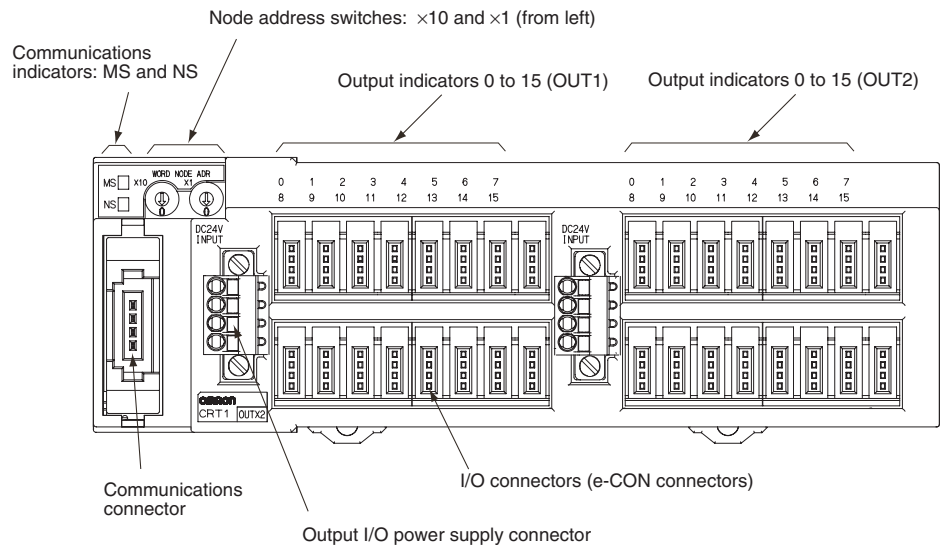 Node address switches: ×10 and ×1 (from left)
Communications
indicators: MS and NS
Output indicators 0 to 15 (OUT1)
Output indicators 0 to 15 (OUT2)
WORD NODE ADR
MS X10 X1
NS 0 0
0 1 2 3 4 5 6 7
8 9 10 11 12 13 14 15
0 1 2 3 4 5 6 7
8 9 10 11 12 13 14 15
DC24V
INPUT
DC24V
INPUT
OMRON
CRT1 OUTX2
I/O connectors (e-CON connectors)
Communications
connector
Output I/O power supply connector